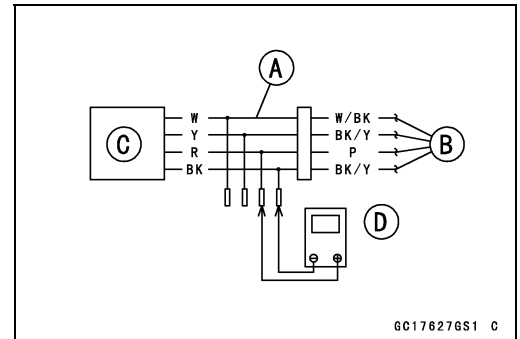 A
W W/BK
Y BK/Y
C R P B
BK BK/Y
D
GC17627GS1 C